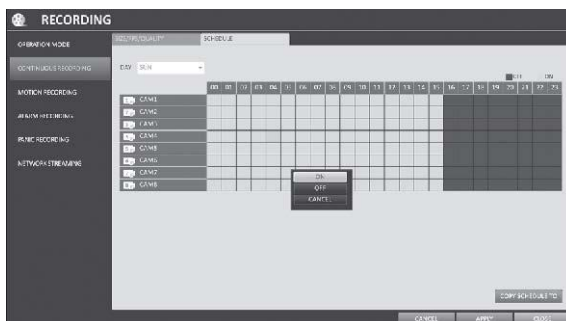 RECORDING
OPERATION MODE
SIZE/FPS/QUALITY SCHEDULE
CONTINUOUS RECORDING
DAY SUN
OFF ON
00 01 02 03 04 05 06 07 08 09 10 11 12 13 14 15 16 17 18 19 20 21 22 23
MOTION RECORDING
CAM1
CAM2
ALARM RECORDING
CAM3
CAM4
PANIC RECORDING
CAM5
CAM6
NETWORK STREAMING
CAM7
CAM8
ON
OFF
CANCEL
COPY SCHEDULE TO
CANCEL APPLY CLOSE